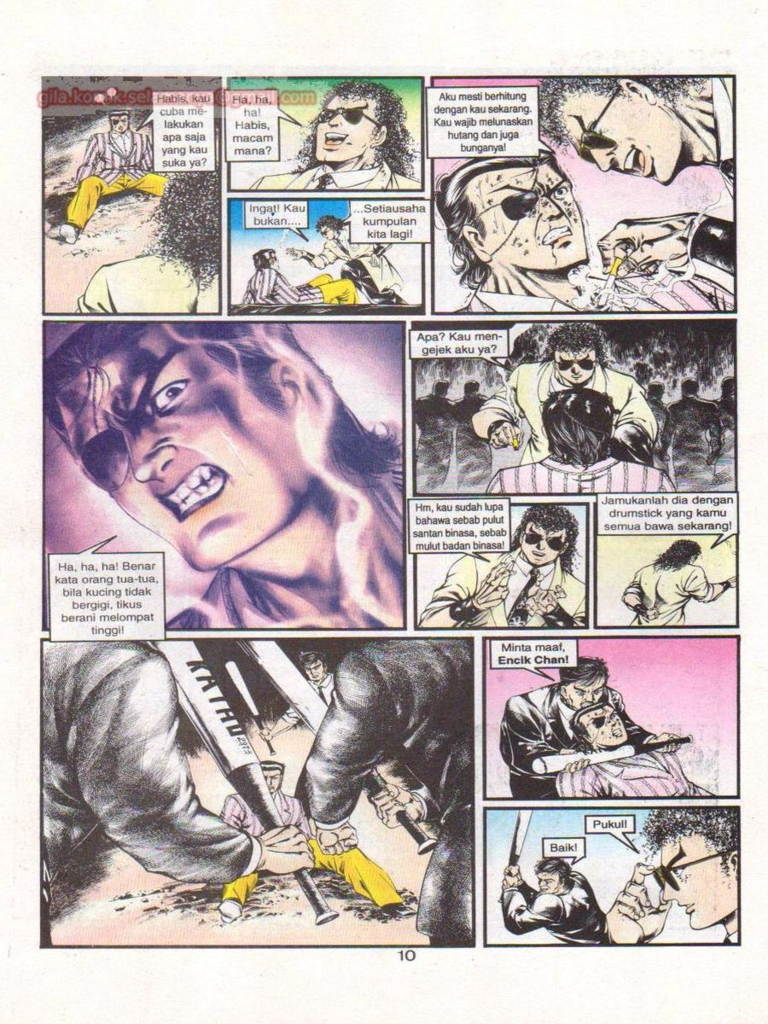 Habis, kau
cuba me-
lakukan
apa saja
yang kau
suka ya?
Ha, ha,
ha!
Habis,
macam
mana?
Ingat! Kau
bukan....
...Setiausaha
kumpulan
kita lagi!
Aku mesti berhitung
dengan kau sekarang.
Kau wajib melunaskan
hutang dan juga
bunganya!
Ha, ha, ha! Benar
kata orang tua-tua,
bila kucing tidak
bergigi, tikus
berani melompat
tinggi!
Apa? Kau men-
gejek aku ya?
Hm, kau sudah lupa
bahawa sebab pulut
santan binasa, sebab
mulut badan binasa!
Jamukanlah dia dengan
drumstick yang kamu
semua bawa sekarang!
Minta maaf,
Encik Chan!
Pukul!
Baik!
10